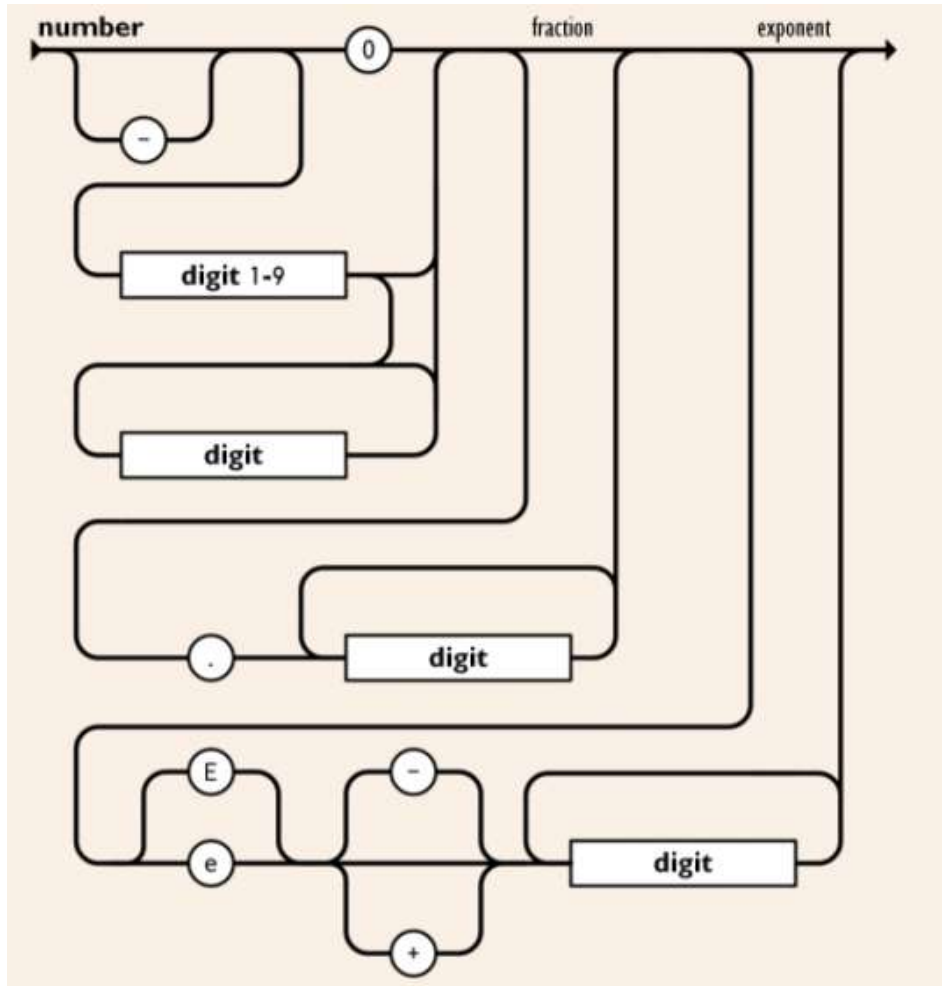 number fraction exponent
0
-
digit 1-9
digit
. digit
E -
e digit
+